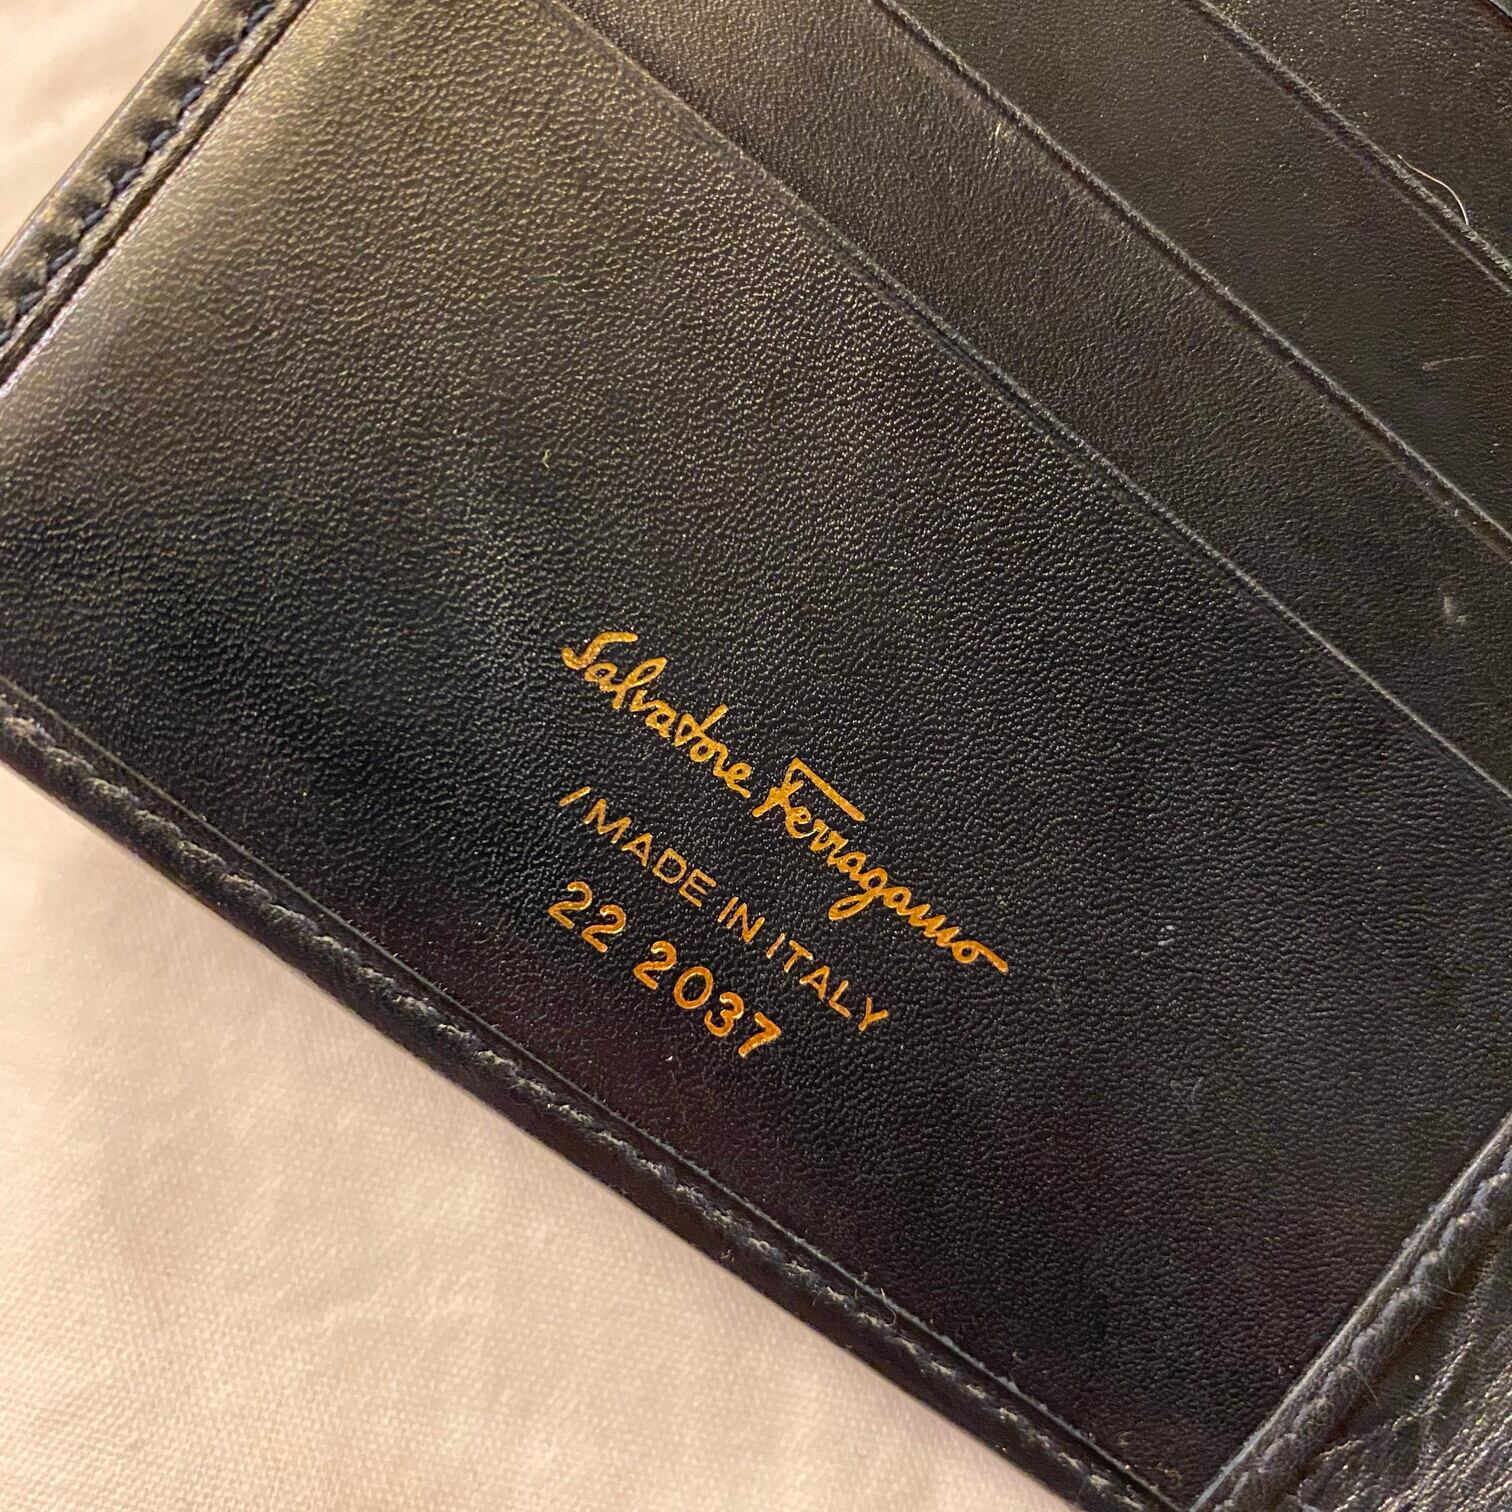 Salvatore Ferragamo
/ MADE IN ITALY
22 2037